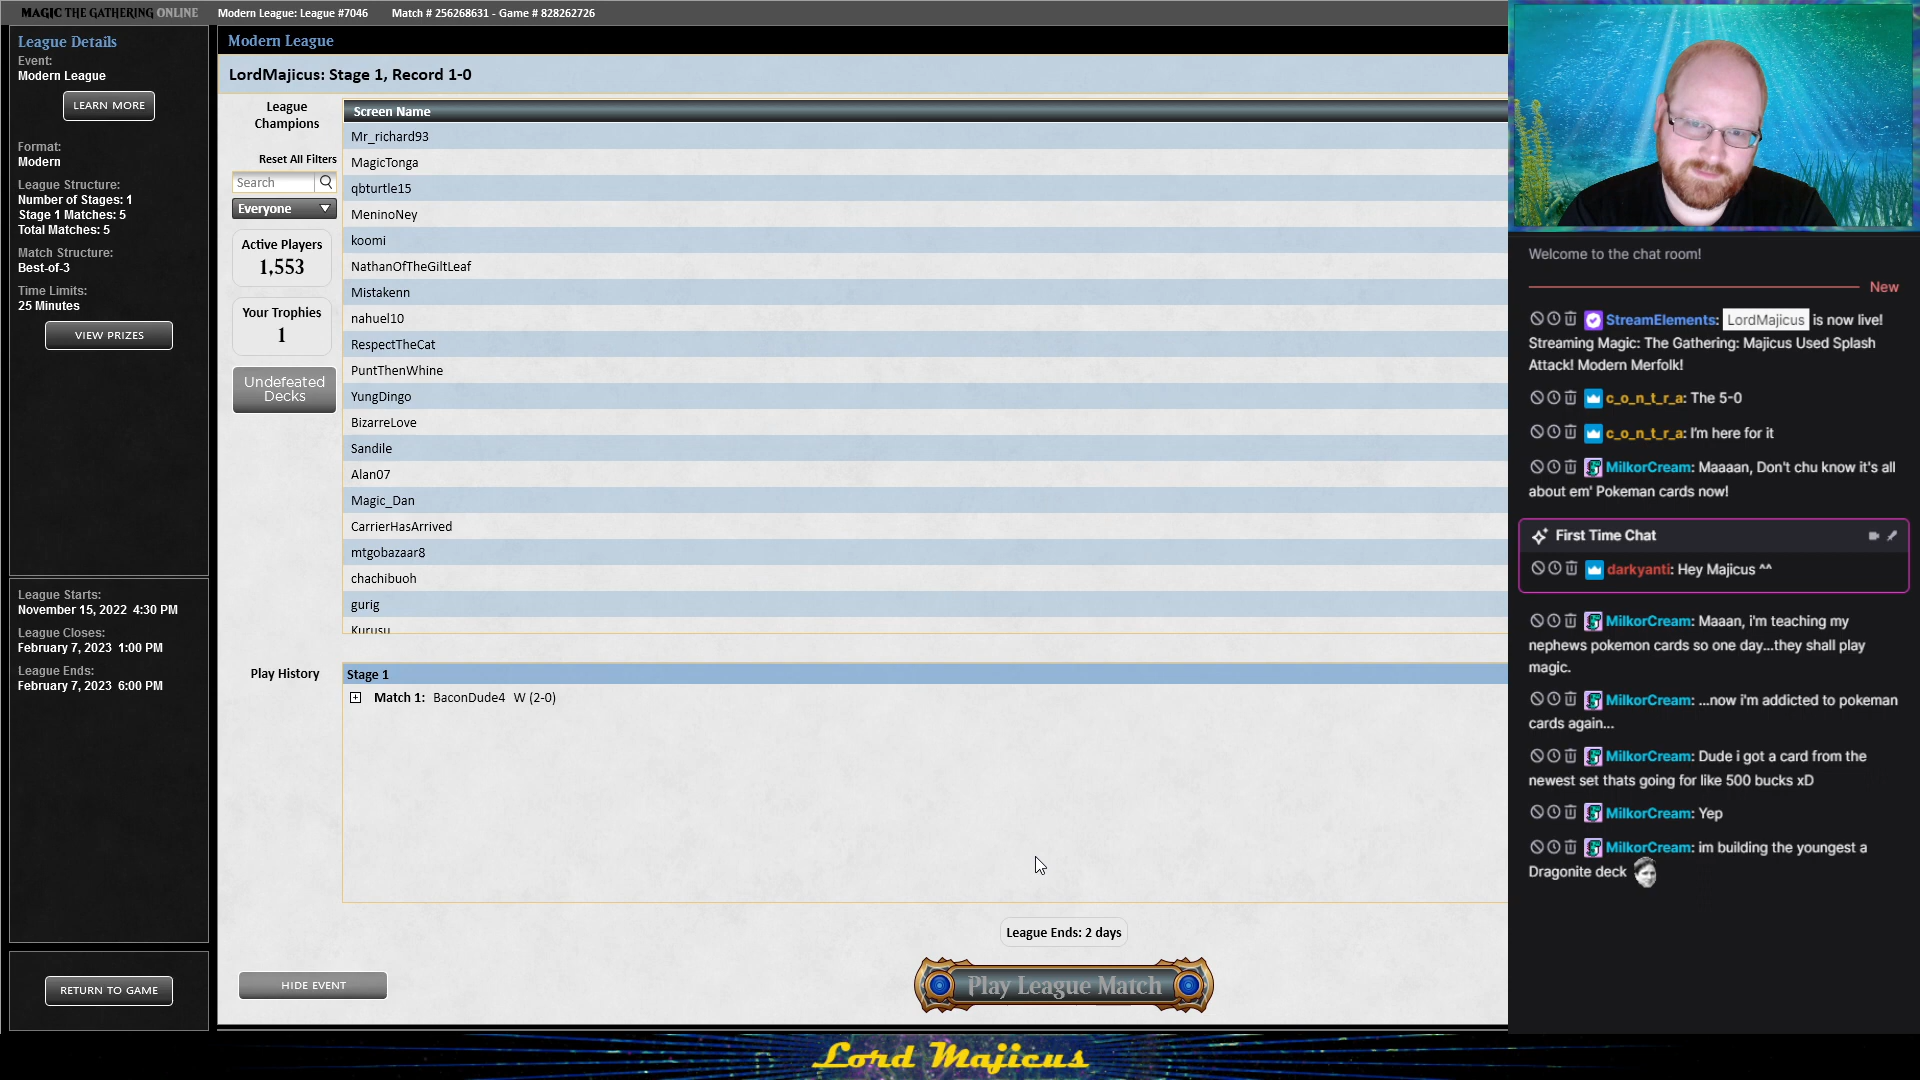 MAGIC THE GATHERING ONLINE
Modern League: League #7046
Match # 256268631 - Game # 828262726
League Details
Event:
Modern League
LEARN MORE
Format:
Modern
League Structure:
Number of Stages: 1
Stage 1 Matches: 5
Total Matches: 5
Match Structure:
Best-of-3
Time Limits:
25 Minutes
VIEW PRIZES
League Starts:
November 15, 2022 4:30 PM
League Closes:
February 7, 2023 1:00 PM
League Ends:
February 7, 2023 6:00 PM
RETURN TO GAME
Modern League
LordMajicus: Stage 1, Record 1-0
League
Champions
Reset All Filters
Search
Everyone
Active Players
1,553
Your Trophies
1
Undefeated
Decks
Screen Name
Mr_richard93
MagicTonga
qbturtle15
MeninoNey
koomi
NathanOfTheGiltLeaf
Mistakenn
nahuel10
RespectTheCat
PuntThenWhine
YungDingo
BizarreLove
Sandile
Alan07
Magic_Dan
CarrierHasArrived
mtgobazaar8
chachibuoh
gurig
Kurusu
Play History
Stage 1
Match 1: BaconDude4 W (2-0)
League Ends: 2 days
HIDE EVENT
Play League Match
Welcome to the chat room!
New
StreamElements: LordMajicus is now live!
Streaming Magic: The Gathering: Majicus Used Splash
Attack! Modern Merfolk!
c_o_n_t_r_a: The 5-0
c_o_n_t_r_a: I'm here for it
MilkorCream: Maaaan, Don't chu know it's all
about em' Pokeman cards now!
First Time Chat
darkyanti: Hey Majicus ^^
MilkorCream: Maaan, i'm teaching my
nephews pokemon cards so one day...they shall play
magic.
MilkorCream: ...now i'm addicted to pokeman
cards again...
MilkorCream: Dude i got a card from the
newest set thats going for like 500 bucks xD
MilkorCream: Yep
MilkorCream: im building the youngest a
Dragonite deck
Lord Majicus